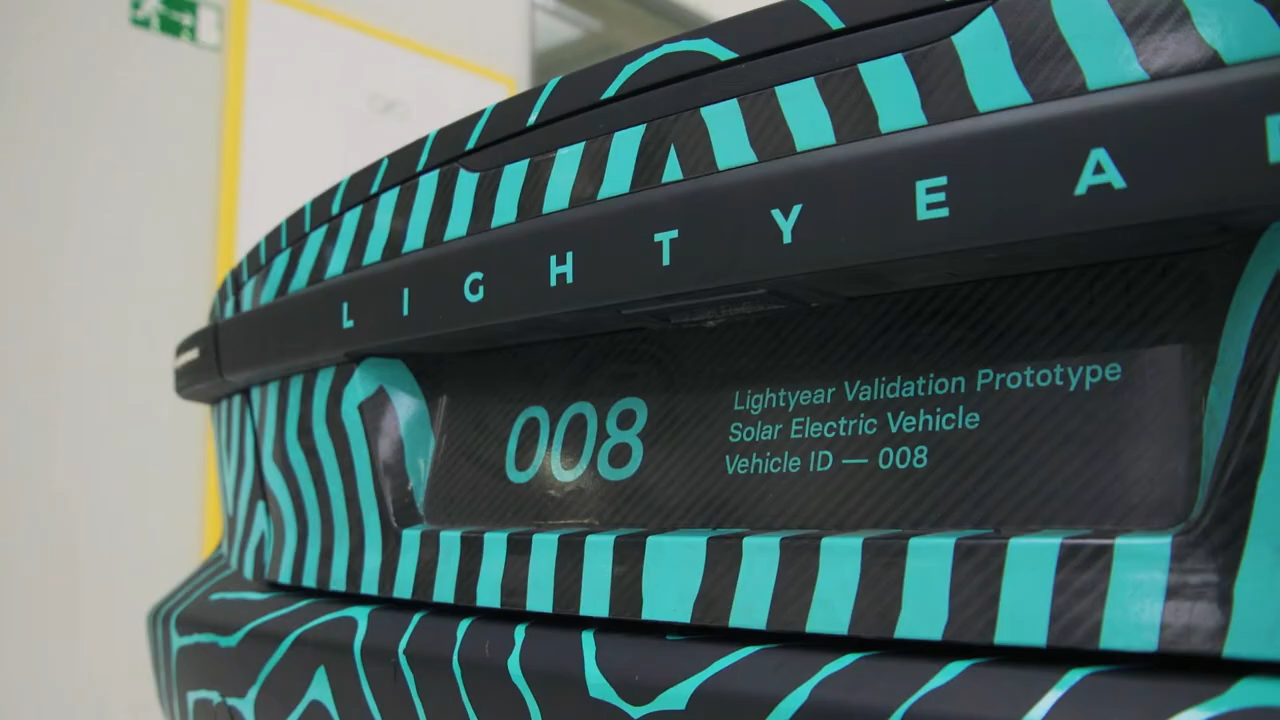 LIGHTYEA
008
Lightyear Validation Prototype
Solar Electric Vehicle
Vehicle ID — 008